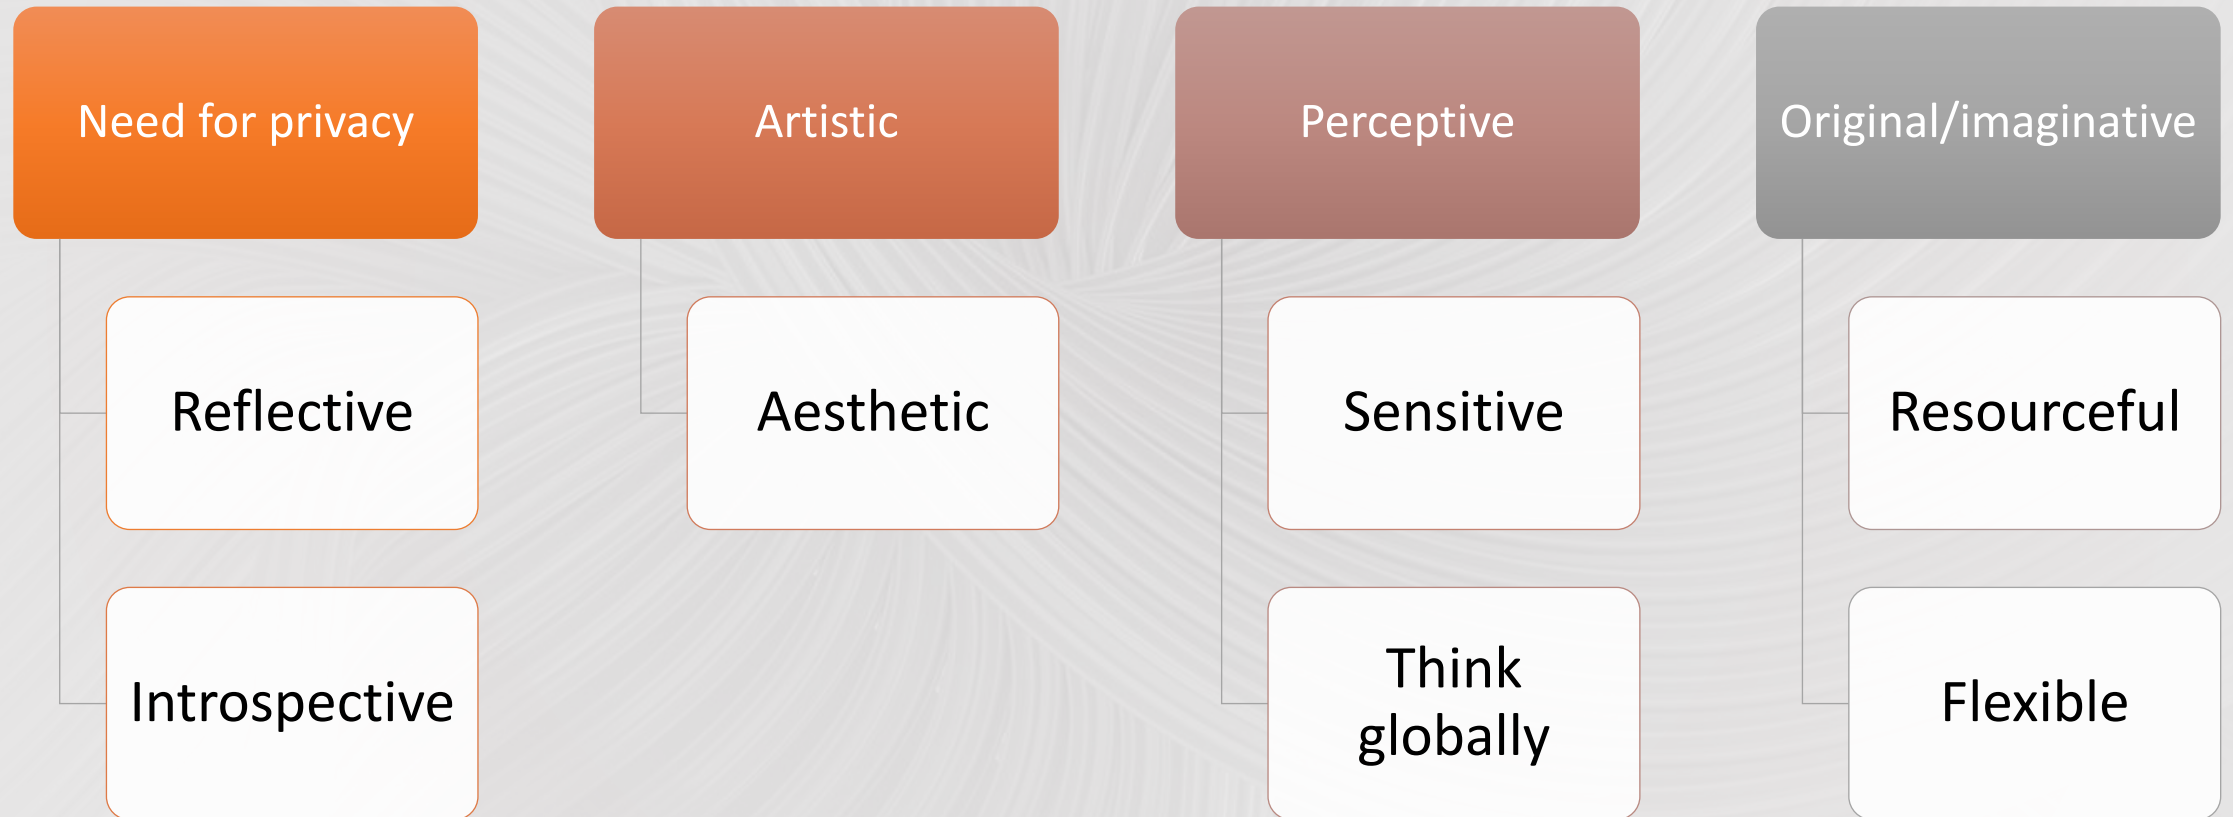 Need for privacy
Reflective
Introspective
Artistic
Aesthetic
Perceptive
Sensitive
Think
globally
Original/imaginative
Resourceful
Flexible